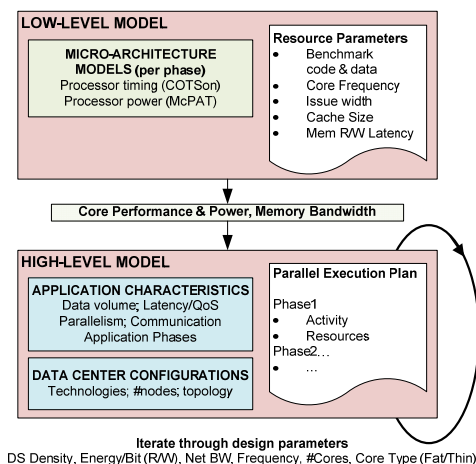 LOW-LEVEL MODEL
MICRO-ARCHITECTURE
MODELS (per phase)
Processor timing (COTSon)
Processor power (McPAT)
Resource Parameters
• Benchmark
code & data
• Core Frequency
• Issue width
• Cache Size
• Mem R/W Latency
Core Performance & Power, Memory Bandwidth
HIGH-LEVEL MODEL
APPLICATION CHARACTERISTICS
Data volume; Latency/QoS
Parallelism; Communication
Application Phases
DATA CENTER CONFIGURATIONS
Technologies; #nodes; topology
Parallel Execution Plan
Phase1
• Activity
• Resources
Phase2...
• ...
Iterate through design parameters
DS Density, Energy/Bit (R/W), Net BW, Frequency, #Cores, Core Type (Fat/Thin)